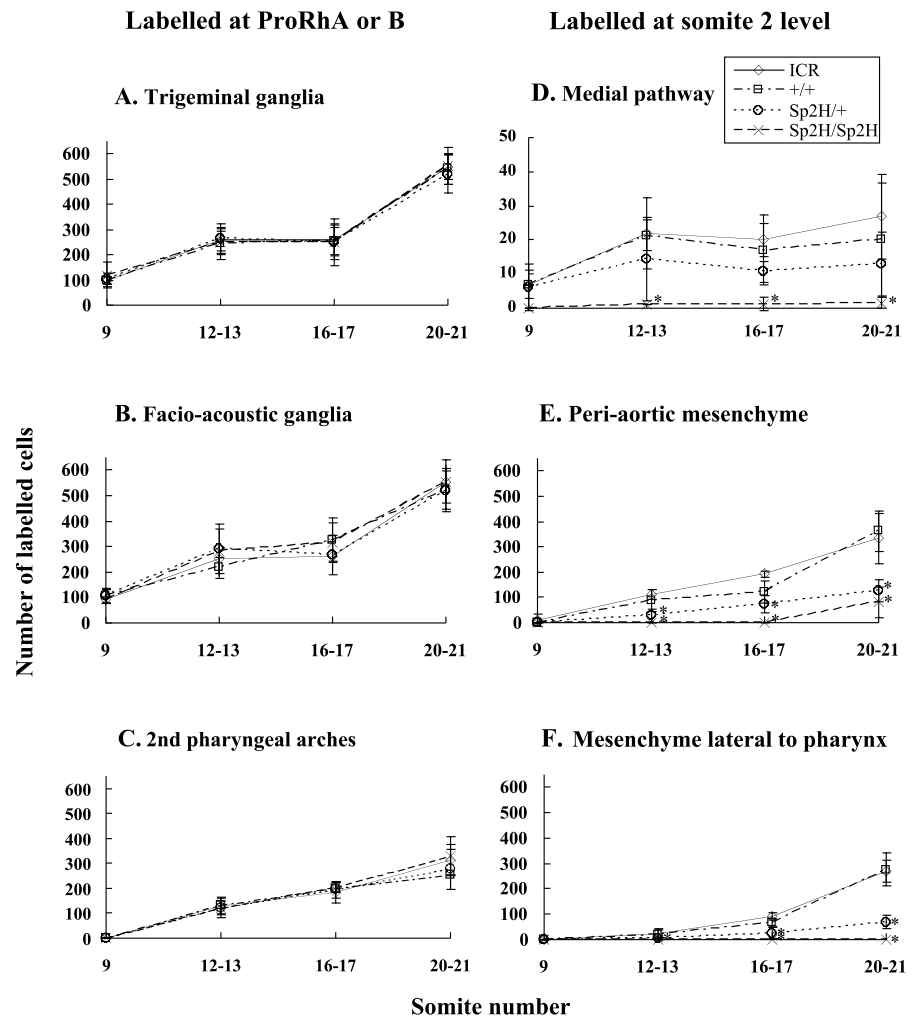 Labelled at ProRhA or B
Labelled at somite 2 level
ICR
+/+
Sp2H/+
Sp2H/Sp2H
A. Trigeminal ganglia
600
500
400
300
200
100
0
9 12-13 16-17 20-21
D. Medial pathway
50
40
30
20
10
0
9 12-13 16-17 20-21
* * *
B. Facio-acoustic ganglia
600
500
400
300
200
100
0
9 12-13 16-17 20-21
E. Peri-aortic mesenchyme
600
500
400
300
200
100
0
9 12-13 16-17 20-21
* * * * * *
C. 2nd pharyngeal arches
600
500
400
300
200
100
0
9 12-13 16-17 20-21
F. Mesenchyme lateral to pharynx
600
500
400
300
200
100
0
9 12-13 16-17 20-21
Number of labelled cells
Somite number